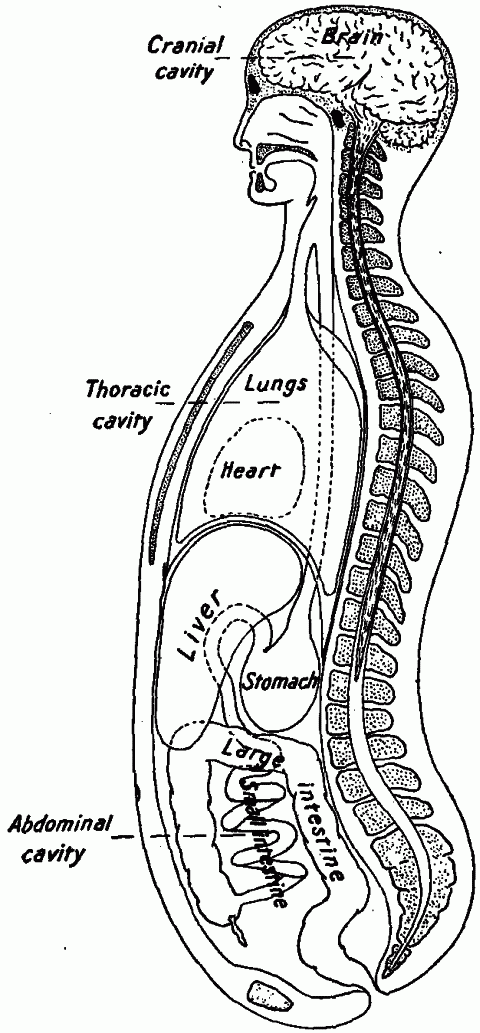 Brain
Cranial
cavity
Lungs
Thoracic
cavity
Heart
Liver
Stomach
Large
intestine
Small intestine
Abdominal
cavity